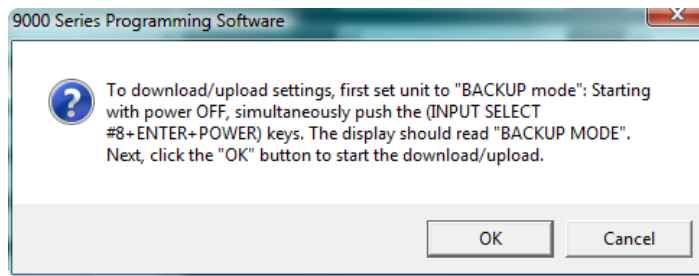 9000 Series Programming Software
To download/upload settings, first set unit to "BACKUP mode": Starting
with power OFF, simultaneously push the (INPUT SELECT
#8+ENTER+POWER) keys. The display should read "BACKUP MODE".
Next, click the "OK" button to start the download/upload.
OK Cancel